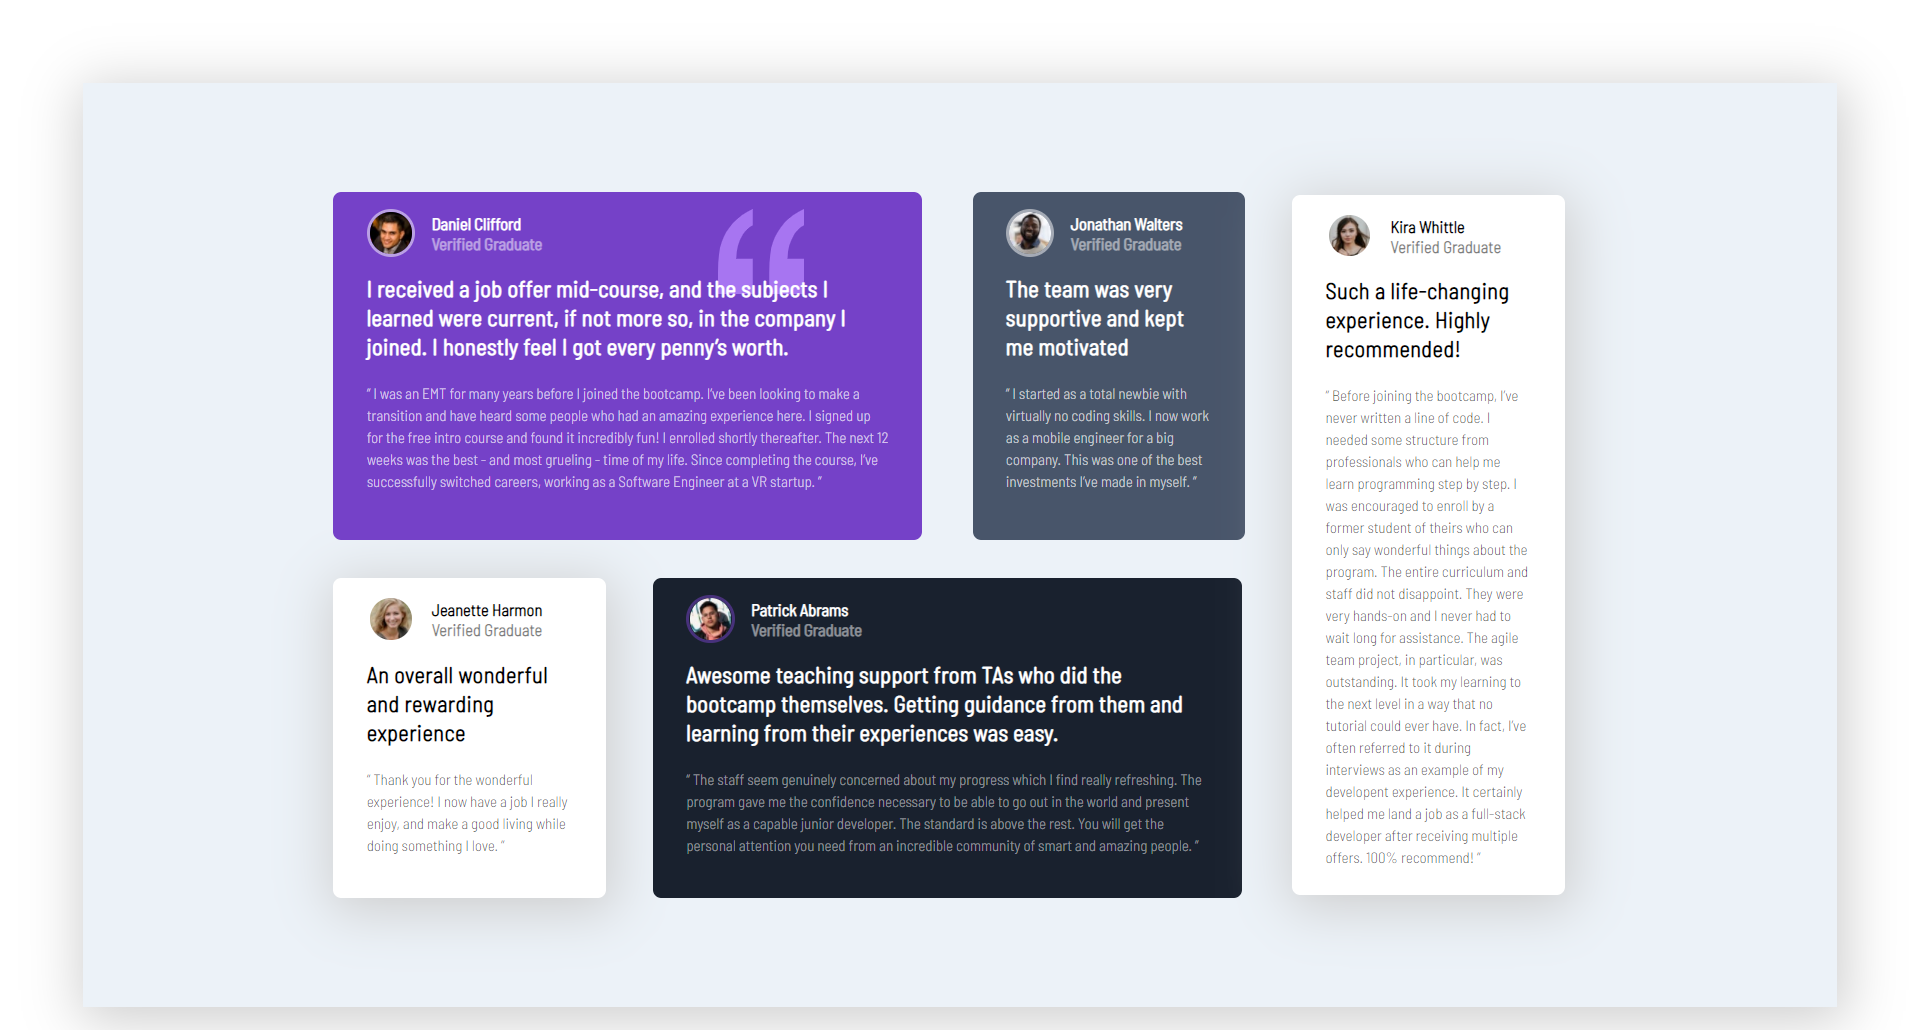 Daniel Clifford
Verified Graduate
I received a job offer mid-course, and the subjects I
learned were current, if not more so, in the company I
joined. I honestly feel I got every penny’s worth.
“ I was an EMT for many years before I joined the bootcamp. I’ve been looking to make a
transition and have heard some people who had an amazing experience here. I signed up
for the free intro course and found it incredibly fun! I enrolled shortly thereafter. The next 12
weeks was the best - and most grueling - time of my life. Since completing the course, I’ve
successfully switched careers, working as a Software Engineer at a VR startup. ”
Jonathan Walters
Verified Graduate
The team was very
supportive and kept
me motivated
“ I started as a total newbie with
virtually no coding skills. I now work
as a mobile engineer for a big
company. This was one of the best
investments I’ve made in myself. ”
Kira Whittle
Verified Graduate
Such a life-changing
experience. Highly
recommended!
“ Before joining the bootcamp, I’ve
never written a line of code. I
needed some structure from
professionals who can help me
learn programming step by step. I
was encouraged to enroll by a
former student of theirs who can
only say wonderful things about the
program. The entire curriculum and
staff did not disappoint. They were
very hands-on and I never had to
wait long for assistance. The agile
team project, in particular, was
outstanding. It took my learning to
the next level in a way that no
tutorial could ever have. In fact, I’ve
often referred to it during
interviews as an example of my
developent experience. It certainly
helped me land a job as a full-stack
developer after receiving multiple
offers. 100% recommend! ”
Jeanette Harmon
Verified Graduate
An overall wonderful
and rewarding
experience
“ Thank you for the wonderful
experience! I now have a job I really
enjoy, and make a good living while
doing something I love. ”
Patrick Abrams
Verified Graduate
Awesome teaching support from TAs who did the
bootcamp themselves. Getting guidance from them and
learning from their experiences was easy.
“ The staff seem genuinely concerned about my progress which I find really refreshing. The
program gave me the confidence necessary to be able to go out in the world and present
myself as a capable junior developer. The standard is above the rest. You will get the
personal attention you need from an incredible community of smart and amazing people. ”